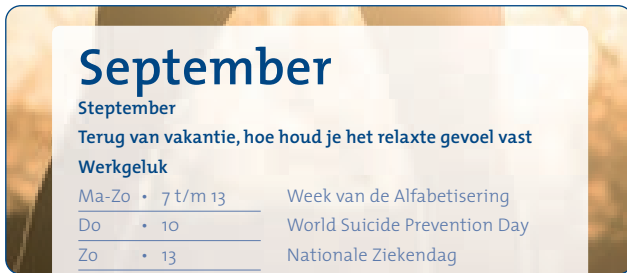 September
Steptember
Terug van vakantie, hoe houd je het relaxte gevoel vast
Werkgeluk
Ma-Zo • 7 t/m 13 Week van de Alfabetisering
Do • 10 World Suicide Prevention Day
Zo • 13 Nationale Ziekendag